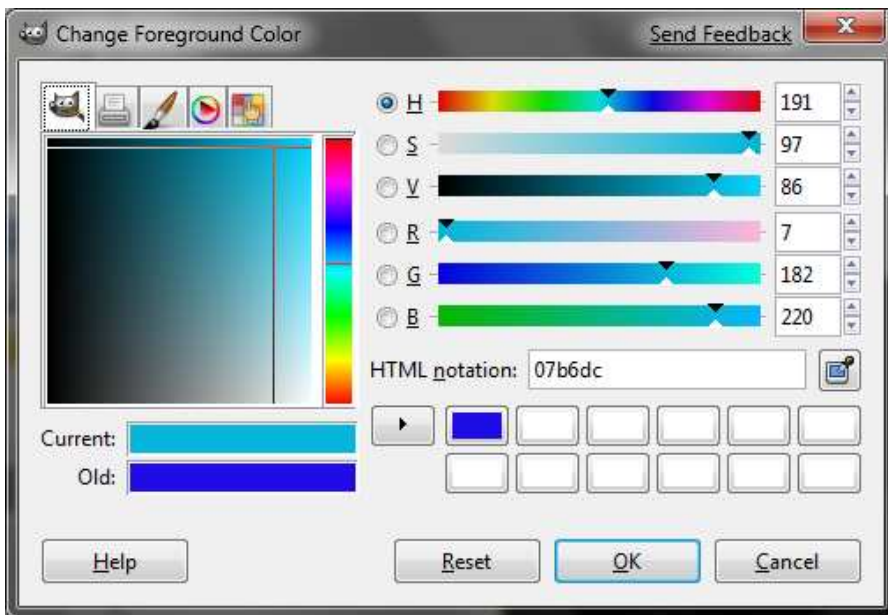 Change Foreground Color Send Feedback
H 191
S 97
V 86
R 7
G 182
B 220
HTML notation: 07b6dc
Current:
Old:
Help Reset OK Cancel